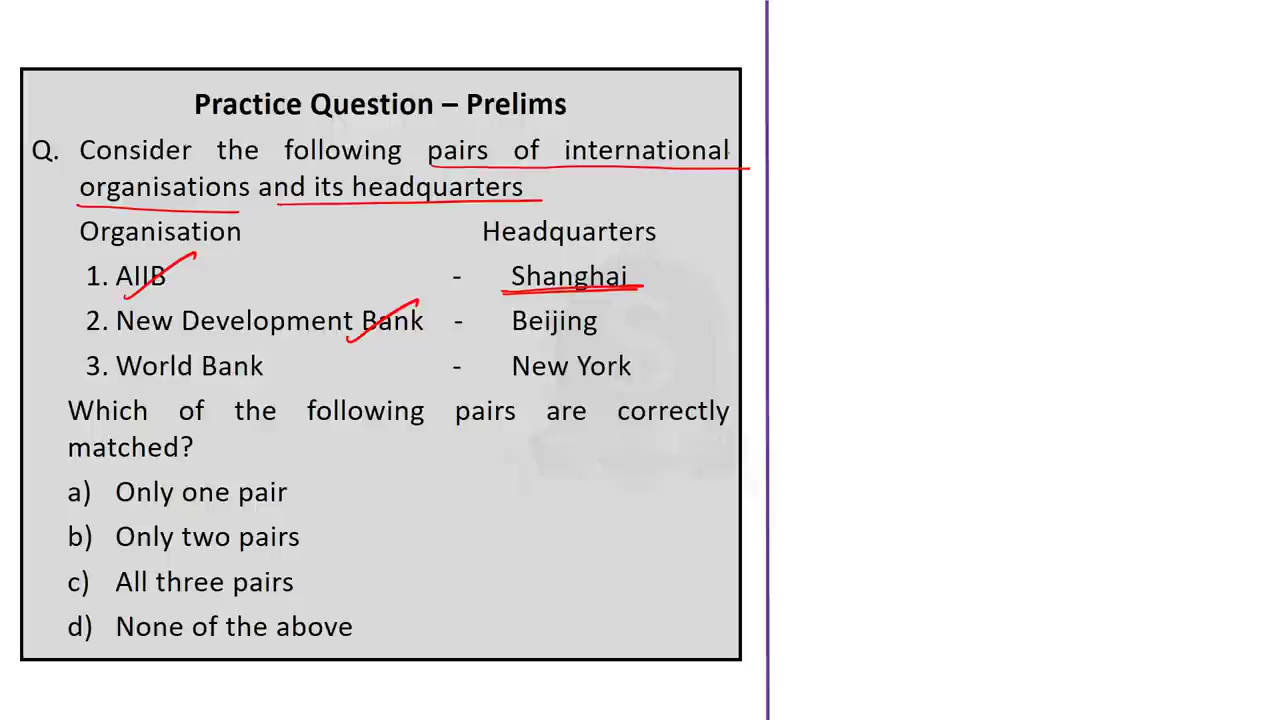 Practice Question – Prelims
Q. Consider the following pairs of international
organisations and its headquarters
Organisation Headquarters
1. AIIB - Shanghai
2. New Development Bank - Beijing
3. World Bank - New York
Which of the following pairs are correctly
matched?
a) Only one pair
b) Only two pairs
c) All three pairs
d) None of the above